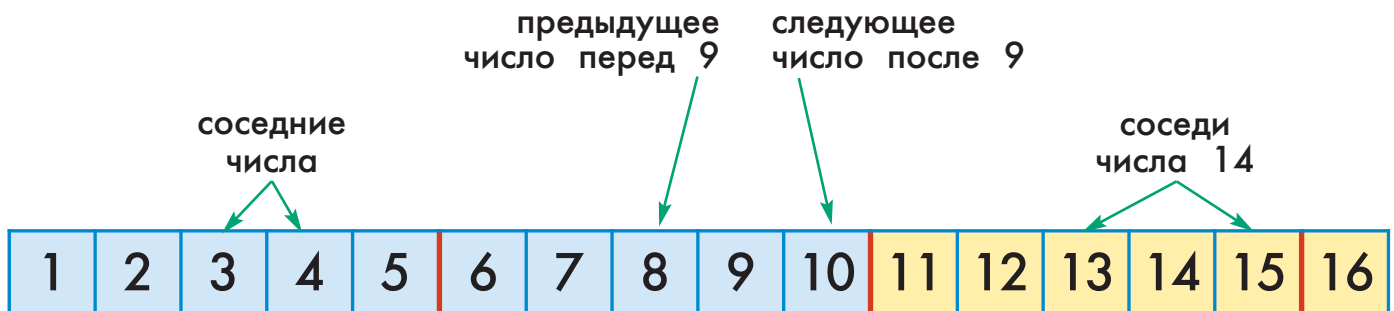 предыдущее
число перед 9
следующее
число после 9
соседние
числа
соседи
числа 14
1 2 3 4 5 6 7 8 9 10 11 12 13 14 15 16